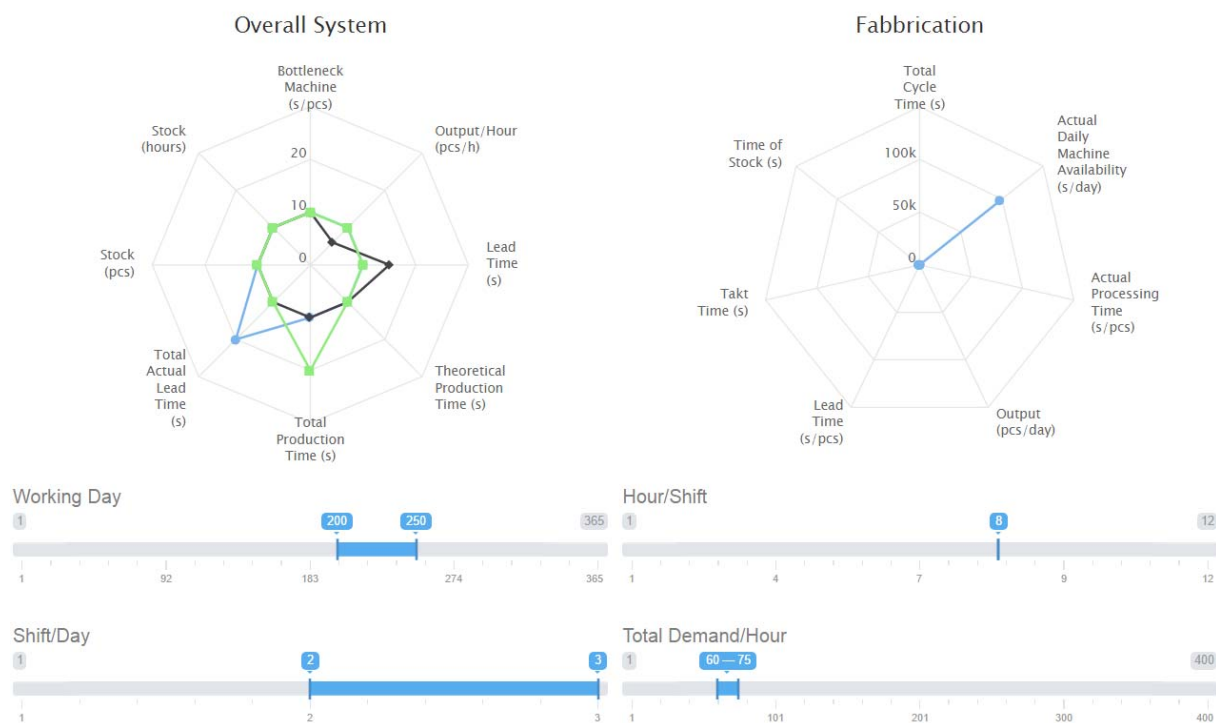 Overall System
Bottleneck
Machine
(s/pcs)
Output/Hour
(pcs/h)
Lead
Time
(s)
Theoretical
Production
Time (s)
Total
Production
Time (s)
Total
Actual
Lead
Time
(s)
Stock
(pcs)
Stock
(hours)
20
10
0
Fabbrication
Total
Cycle
Time (s)
Actual
Daily
Machine
Availability
(s/day)
Actual
Processing
Time
(s/pcs)
Output
(pcs/day)
Lead
Time
(s/pcs)
Takt
Time (s)
Time of
Stock (s)
100k
50k
0
Working Day
1 200 250 365
1 92 183 274 365
Hour/Shift
1 8 12
1 4 7 9 12
Shift/Day
1 2 3
1 2 3
Total Demand/Hour
1 60 — 75 400
1 101 201 300 400